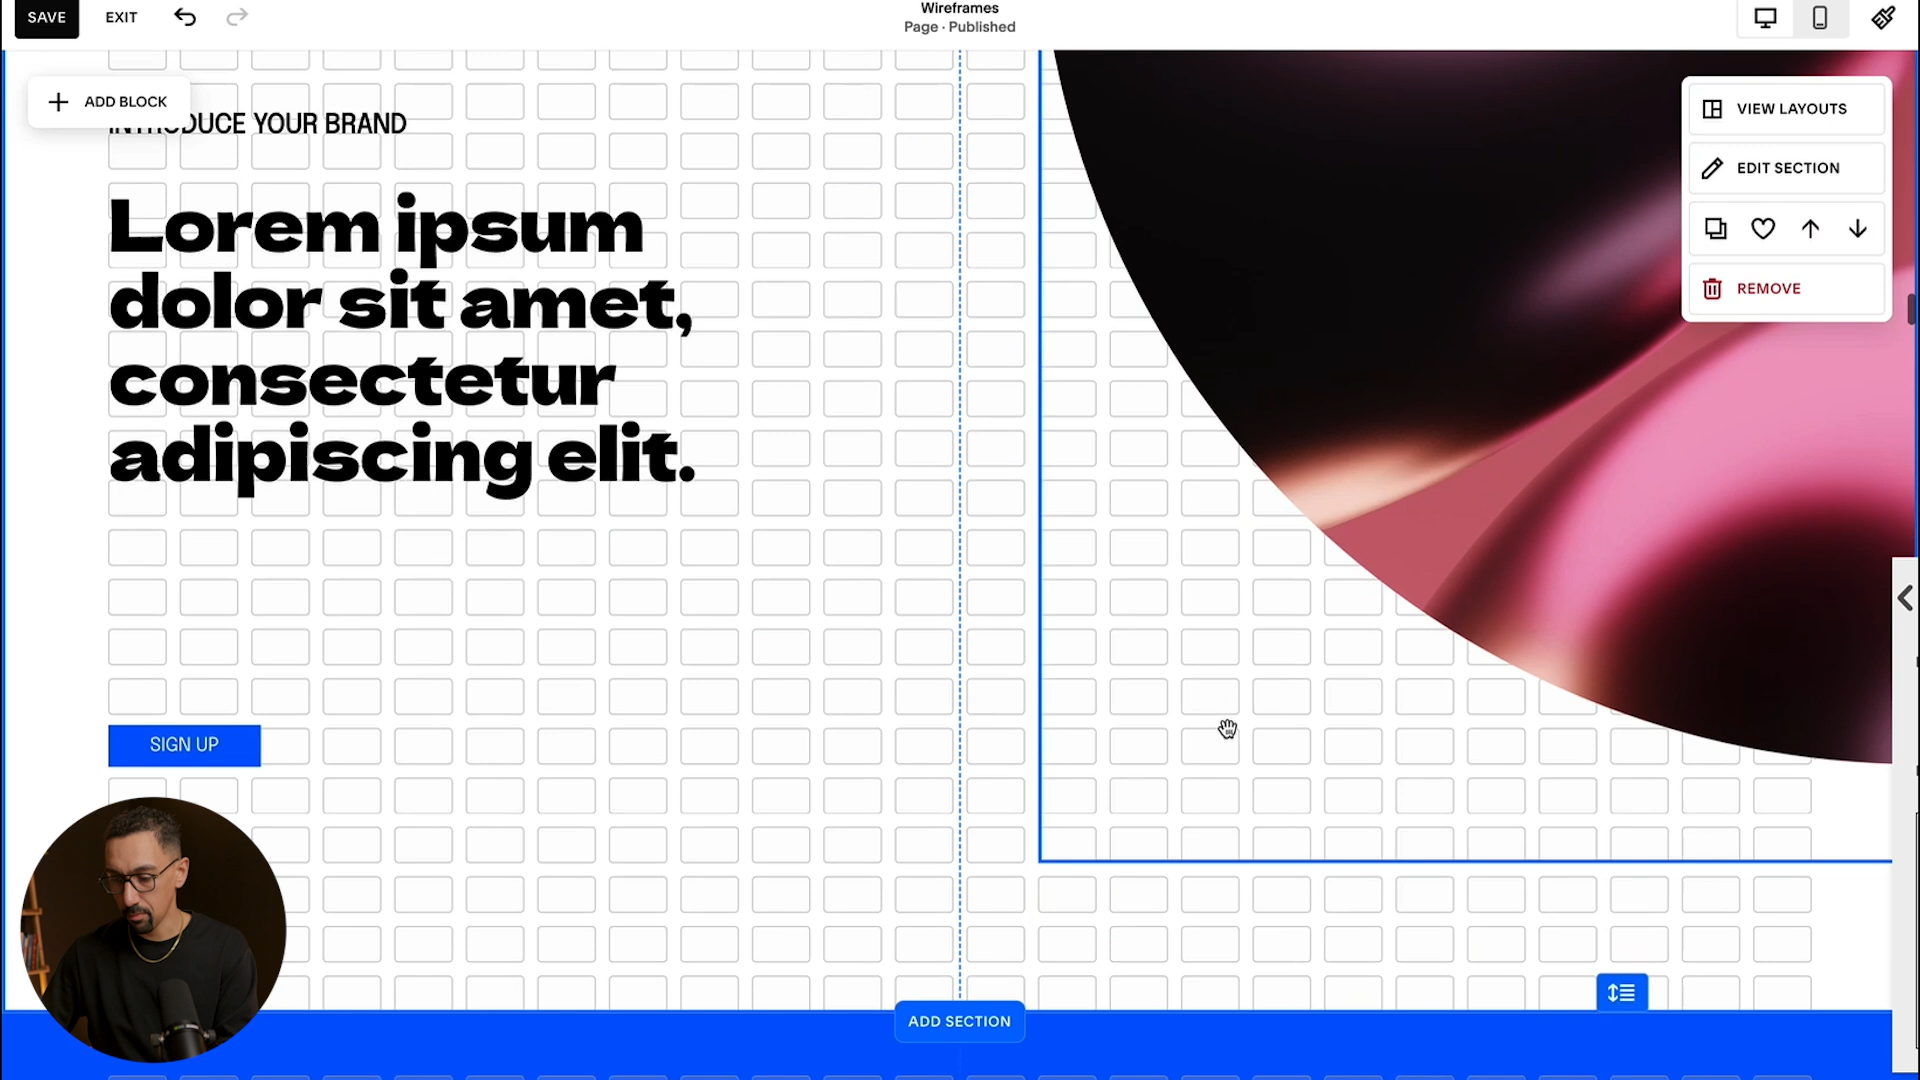 SAVE
EXIT
Wireframes
Page · Published
ADD BLOCK
INTRODUCE YOUR BRAND
Lorem ipsum
dolor sit amet,
consectetur
adipiscing elit.
SIGN UP
VIEW LAYOUTS
EDIT SECTION
REMOVE
ADD SECTION